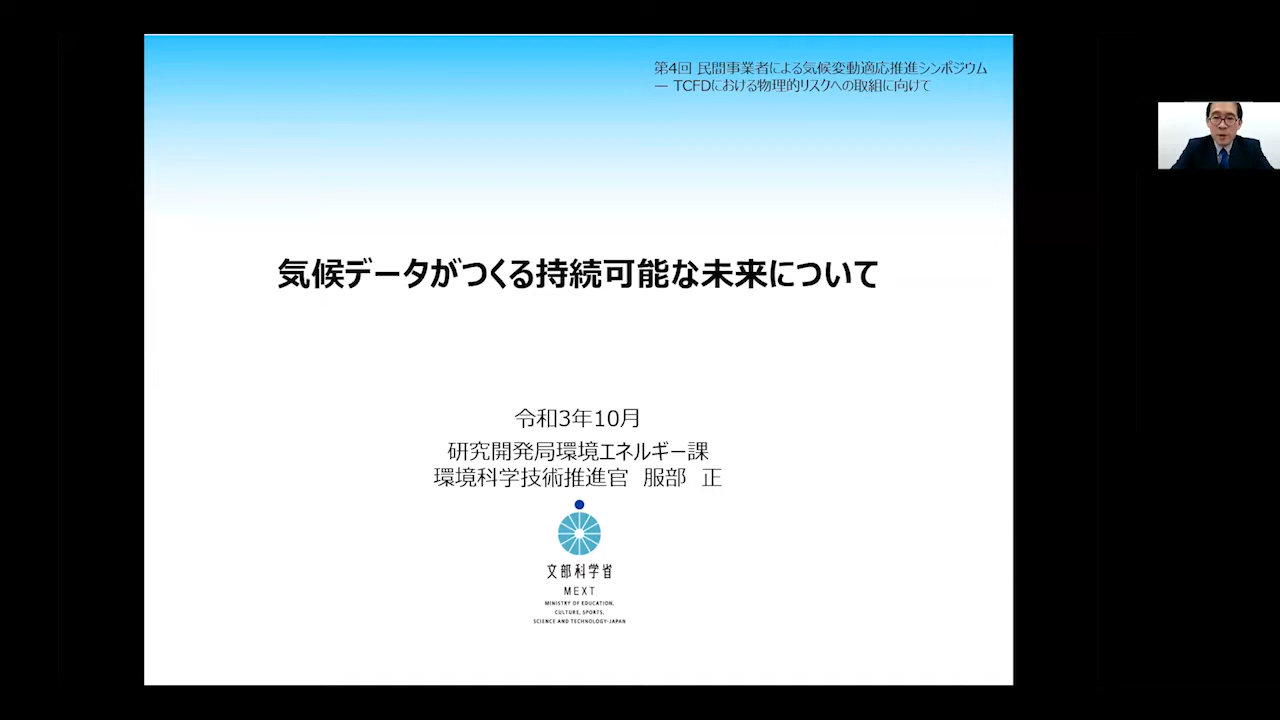 第4回 民間事業者による気候変動適応推進シンポジウム
― TCFDにおける物理的リスクへの取組に向けて
気候データがつくる持続可能な未来について
令和3年10月
研究開発局環境エネルギー課
環境科学技術推進官 服部 正
文部科学省
MEXT
MINISTRY OF EDUCATION,
CULTURE, SPORTS,
SCIENCE AND TECHNOLOGY-JAPAN